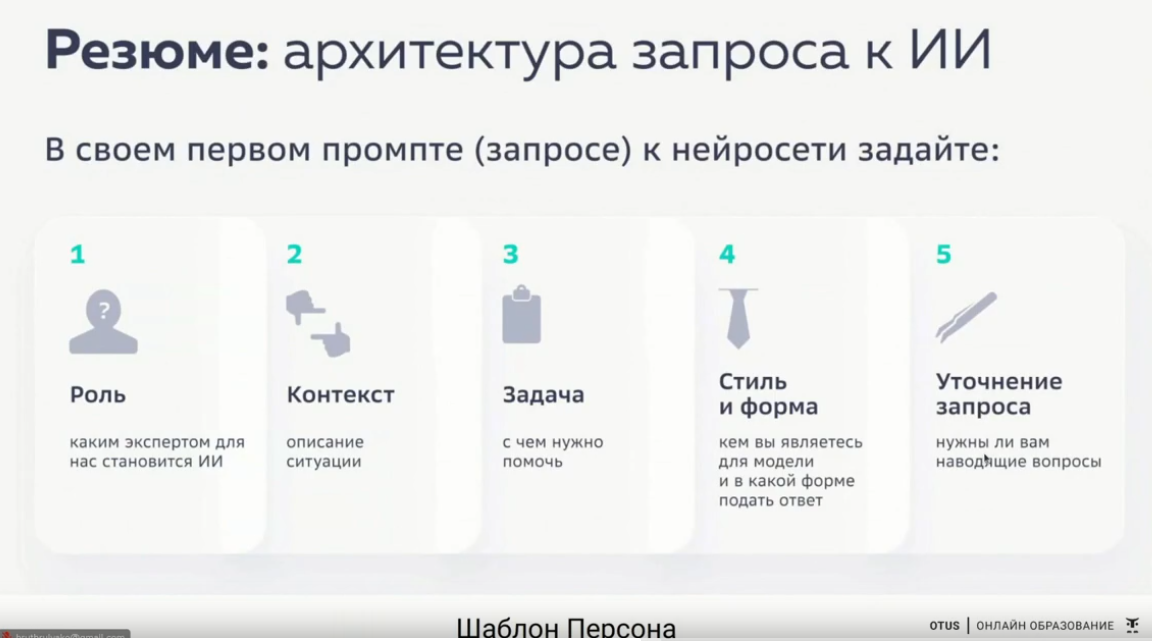 Резюме: архитектура запроса к ИИ
В своем первом промпте (запросе) к нейросети задайте:
1
?
Роль
каким экспертом для
нас становится ИИ
2
Контекст
описание
ситуации
3
Задача
с чем нужно
помочь
4
Стиль
и форма
кем вы являетесь
для модели
и в какой форме
подать ответ
5
Уточнение
запроса
нужны ли вам
наводящие вопросы
Шаблон Персона
OTUS | ОНЛАЙН ОБРАЗОВАНИЕ